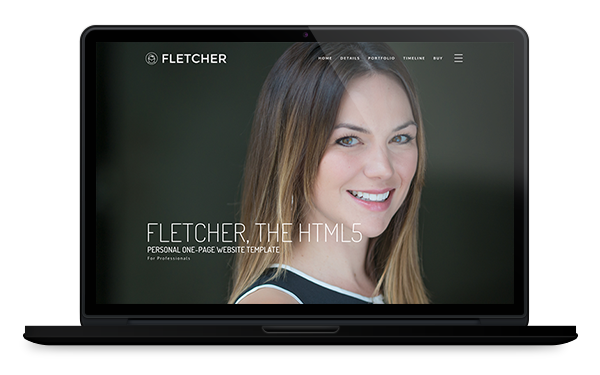 FLETCHER
HOME DETAILS PORTFOLIO TIMELINE BUY
FLETCHER, THE HTML5
PERSONAL ONE-PAGE WEBSITE TEMPLATE
For Professionals